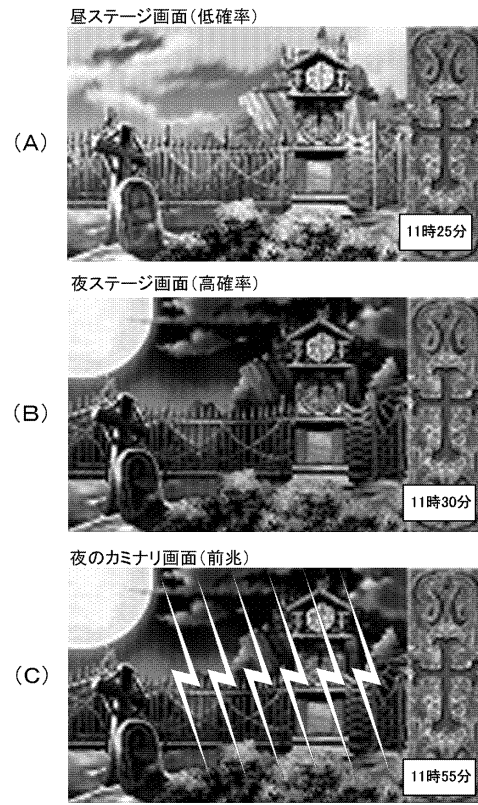 昼ステージ画面(低確率)
(A)
11時25分
夜ステージ画面(高確率)
(B)
11時30分
夜のカミナリ画面(前兆)
(C)
11時55分